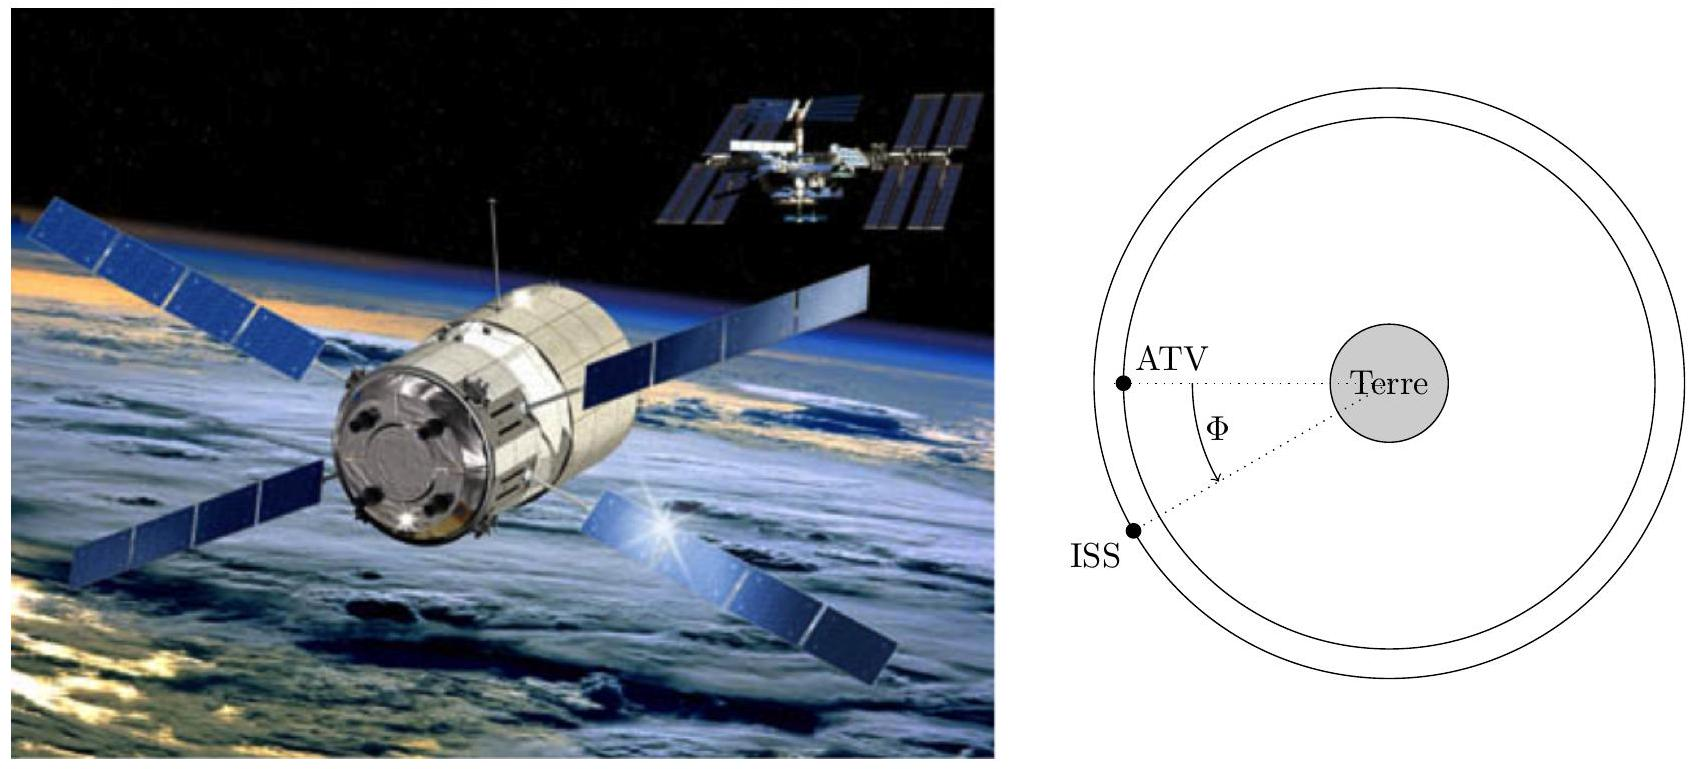 ATV
Terre
Φ
ISS